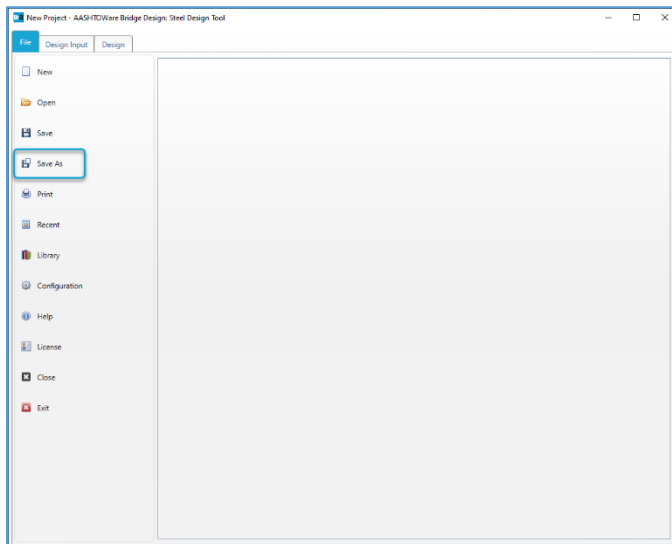 New Project - AASHTOWare Bridge Design: Steel Design Tool
File Design Input Design
New
Open
Save
Save As
Print
Recent
Library
Configuration
Help
License
Close
Exit